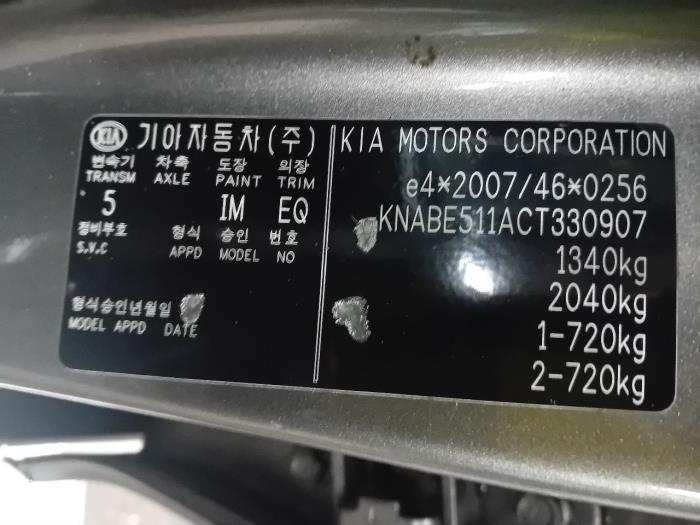 KIA 기아자동차(주)
변속기 차축 도장 외장
TRANSM AXLE PAINT TRIM
5 IM EQ
정비부호 형식 승인 번호
S.V.C APPD MODEL NO
형식승인년월일
MODEL APPD DATE
KIA MOTORS CORPORATION
e4*2007/46*0256
KNABE511ACT330907
1340kg
2040kg
1-720kg
2-720kg